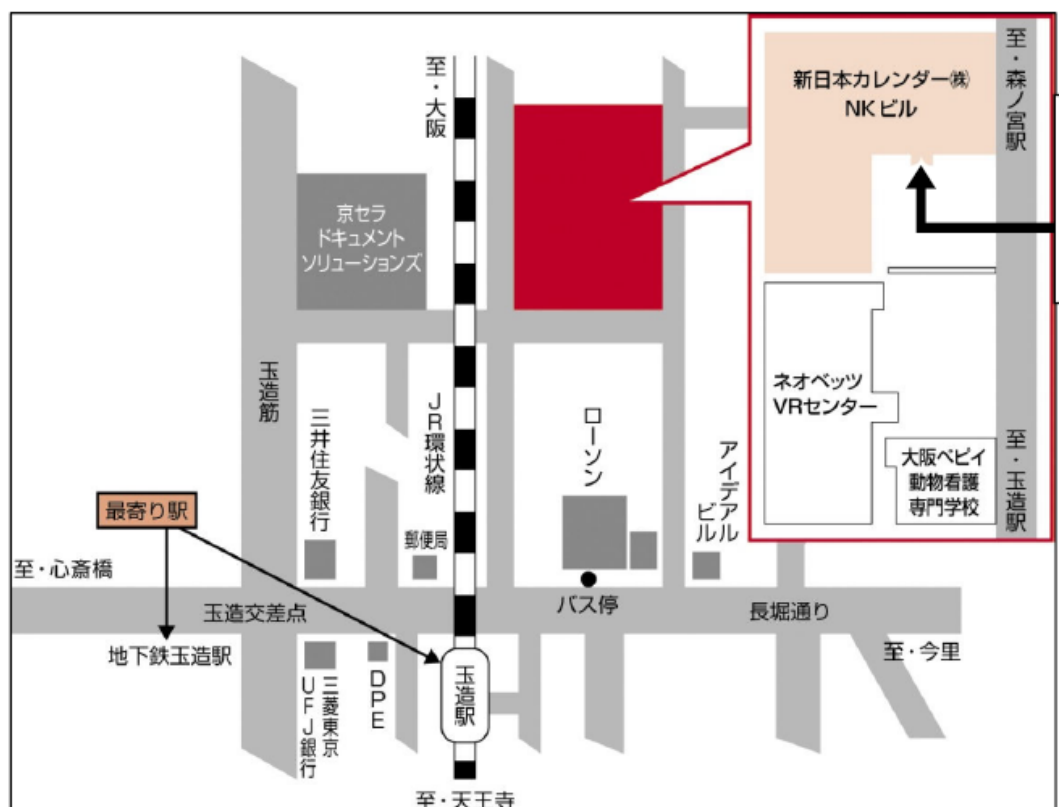 至・大阪
新日本カレンダー㈱
NKビル
至・森ノ宮駅
京セラ
ドキュメント
ソリューションズ
玉造筋
JR環状線
ネオベッツ
VRセンター
大阪ペピイ
動物看護
専門学校
至・玉造駅
三井住友銀行
ローソン
アイデアル
ビル
最寄り駅
郵便局
至・心斎橋
玉造交差点
バス停
長堀通り
地下鉄玉造駅
三菱東京
UFJ銀行
DPE
玉造駅
至・今里
至・天王寺